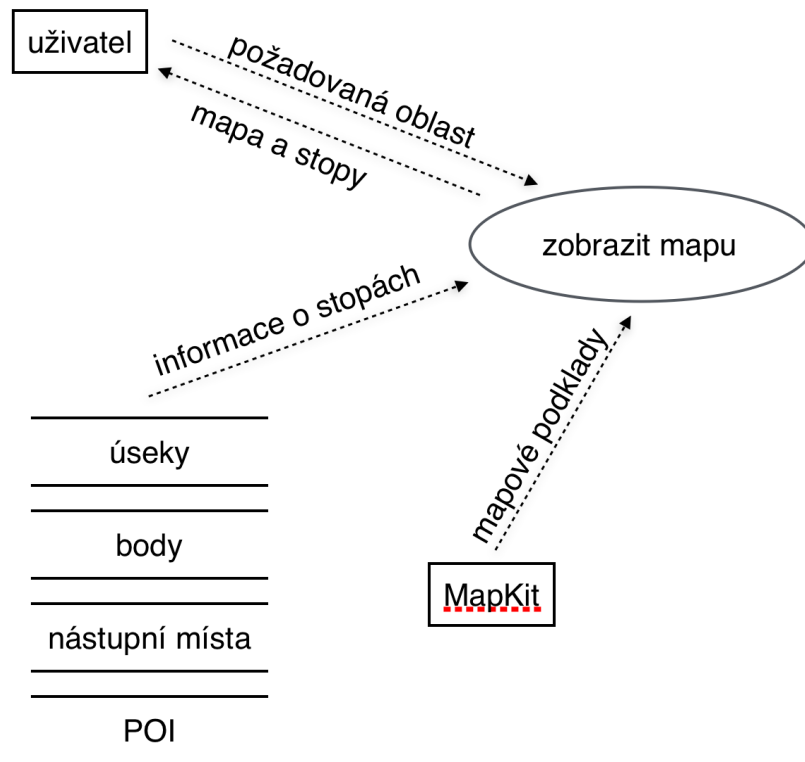 uživatel
požadovaná oblast
mapa a stopy
zobrazit mapu
informace o stopách
mapové podklady
úseky
body
MapKit
nástupní místa
POI